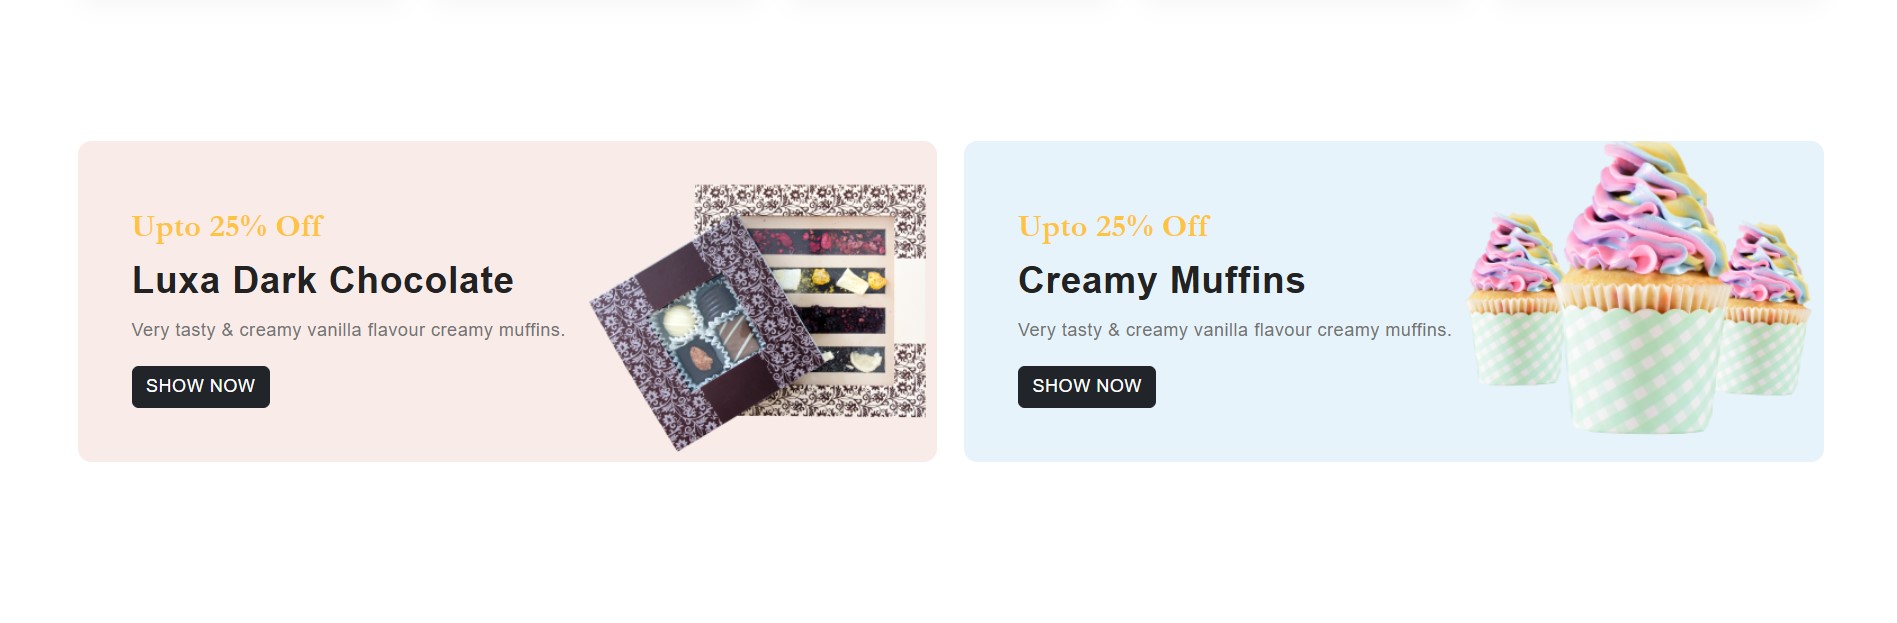 Upto 25% Off
Luxa Dark Chocolate
Very tasty & creamy vanilla flavour creamy muffins.
SHOW NOW
Upto 25% Off
Creamy Muffins
Very tasty & creamy vanilla flavour creamy muffins.
SHOW NOW